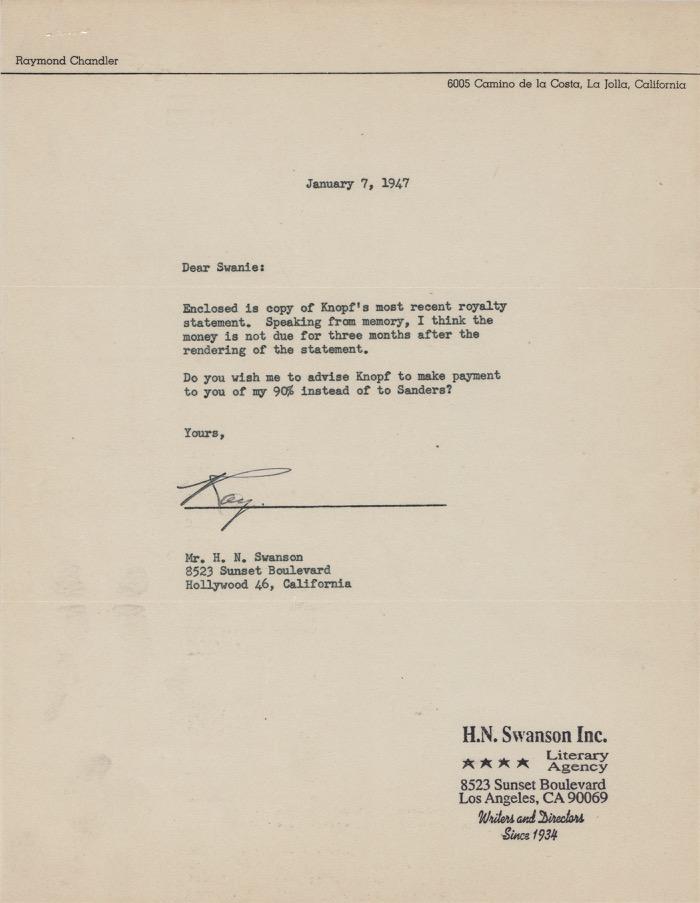 Raymond Chandler
6005 Camino de la Costa, La Jolla, California
January 7, 1947
Dear Swanie:
Enclosed is copy of Knopf's most recent royalty
statement. Speaking from memory, I think the
money is not due for three months after the
rendering of the statement.
Do you wish me to advise Knopf to make payment
to you of my 90% instead of to Sanders?
Yours,
Ray.
Mr. H. N. Swanson
8523 Sunset Boulevard
Hollywood 46, California
H.N. Swanson Inc.
★★★★ Literary
Agency
8523 Sunset Boulevard
Los Angeles, CA 90069
Writers and Directors
Since 1934